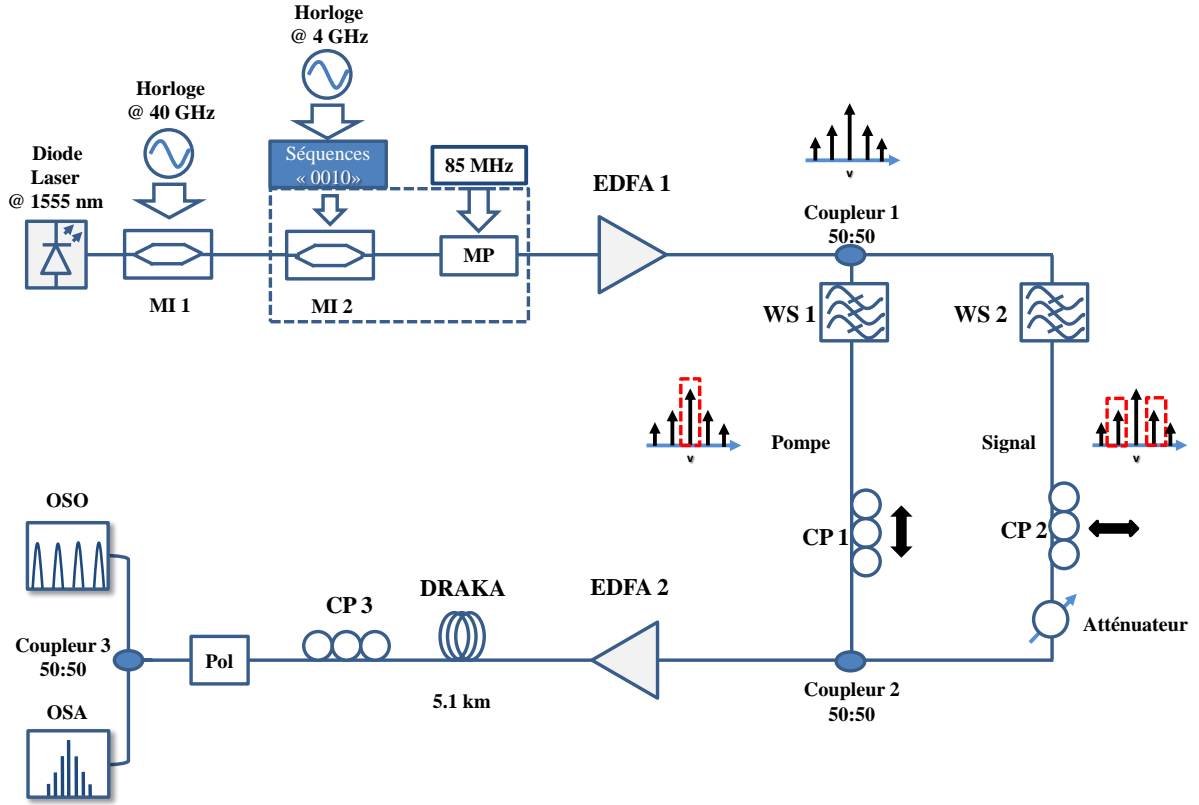 Horloge
@ 4 GHz
Horloge
@ 40 GHz
Diode
Laser
@ 1555 nm
Séquences
« 0010»
85 MHz
EDFA 1
MP
MI 1
MI 2
ν
Coupleur 1
50:50
WS 1
WS 2
ν
Pompe
Signal
ν
CP 1
CP 2
OSO
CP 3
DRAKA
EDFA 2
Atténuateur
Coupleur 3
50:50
Pol
5.1 km
Coupleur 2
50:50
OSA